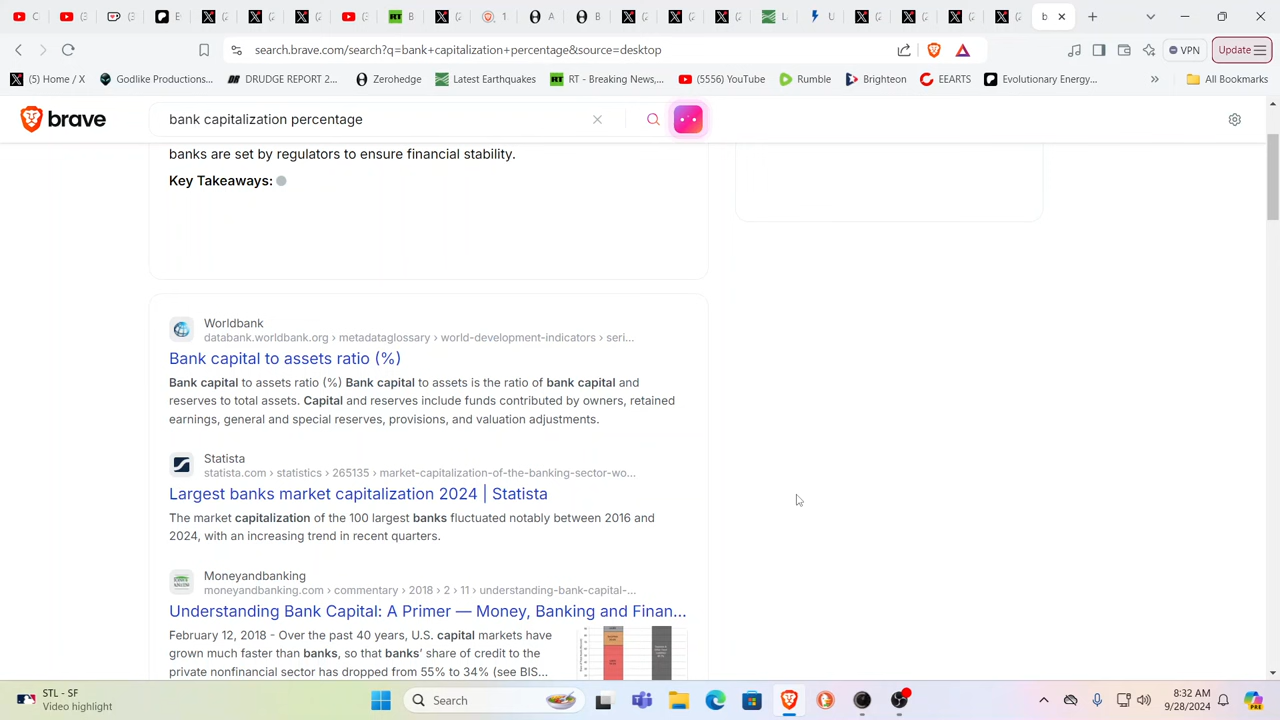 C
(3
C
E
(
(
(
(
RT
B
(
1
A
B
(
(
(
L
U
(
(
(
(
b
search.brave.com/search?q=bank+capitalization+percentage&source=desktop
VPN
Update
(5) Home / X
Godlike Productions...
DRUDGE REPORT 2...
Zerohedge
Latest Earthquakes
RT - Breaking News,...
(5556) YouTube
Rumble
Brighteon
EEARTS
Evolutionary Energy...
All Bookmarks
brave
bank capitalization percentage
banks are set by regulators to ensure financial stability.
Key Takeaways:
Worldbank
databank.worldbank.org › metadataglossary › world-development-indicators › seri...
Bank capital to assets ratio (%)
Bank capital to assets ratio (%) Bank capital to assets is the ratio of bank capital and
reserves to total assets. Capital and reserves include funds contributed by owners, retained
earnings, general and special reserves, provisions, and valuation adjustments.
Statista
statista.com › statistics › 265135 › market-capitalization-of-the-banking-sector-wo...
Largest banks market capitalization 2024 | Statista
The market capitalization of the 100 largest banks fluctuated notably between 2016 and
2024, with an increasing trend in recent quarters.
Moneyandbanking
moneyandbanking.com › commentary › 2018 › 2 › 11 › understanding-bank-capital-...
Understanding Bank Capital: A Primer — Money, Banking and Finan...
February 12, 2018 - Over the past 40 years, U.S. capital markets have
grown much faster than banks, so that banks’ share of credit to the
private nonfinancial sector has dropped from 55% to 34% (see BIS...
STL - SF
Video highlight
Search
8:32 AM
9/28/2024